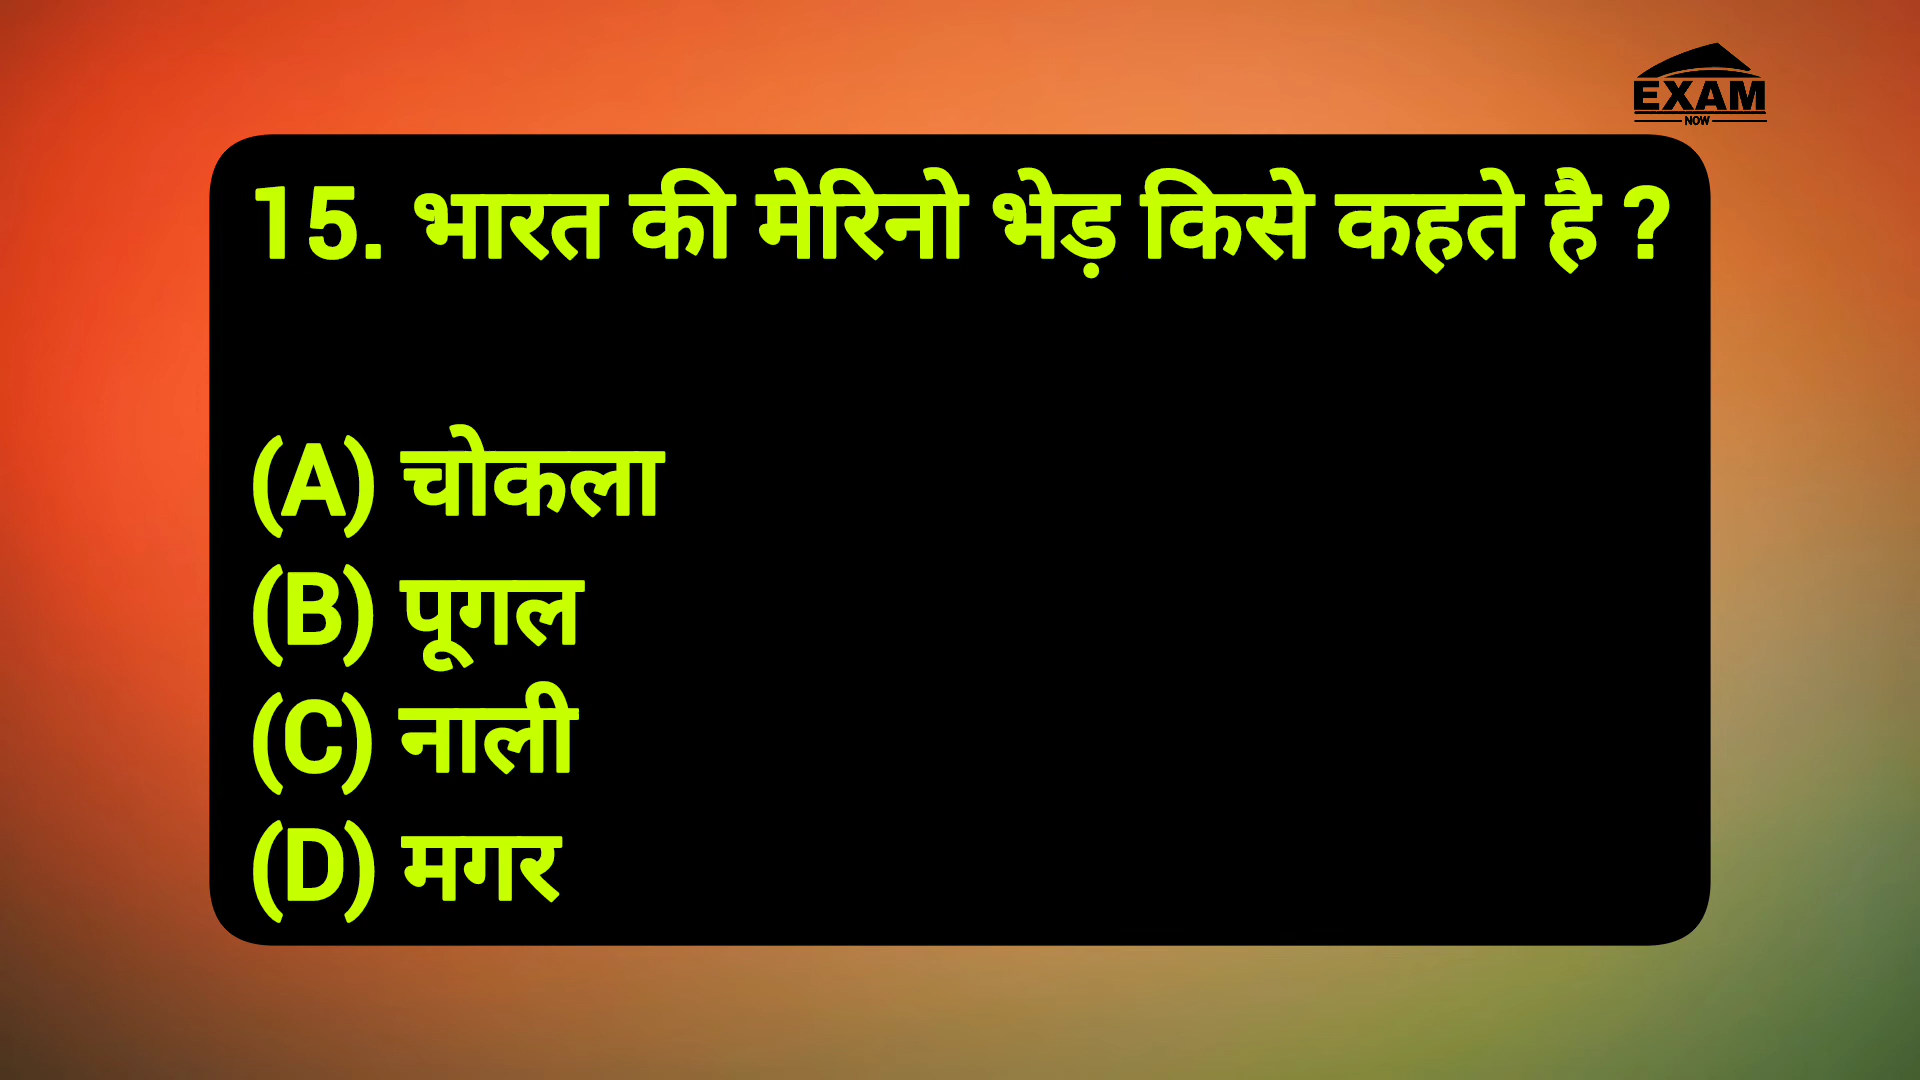 EXAM
NOW
15. भारत की मेरिनो भेड़ किसे कहते है ?
(A) चोकला
(B) पूगल
(C) नाली
(D) मगर